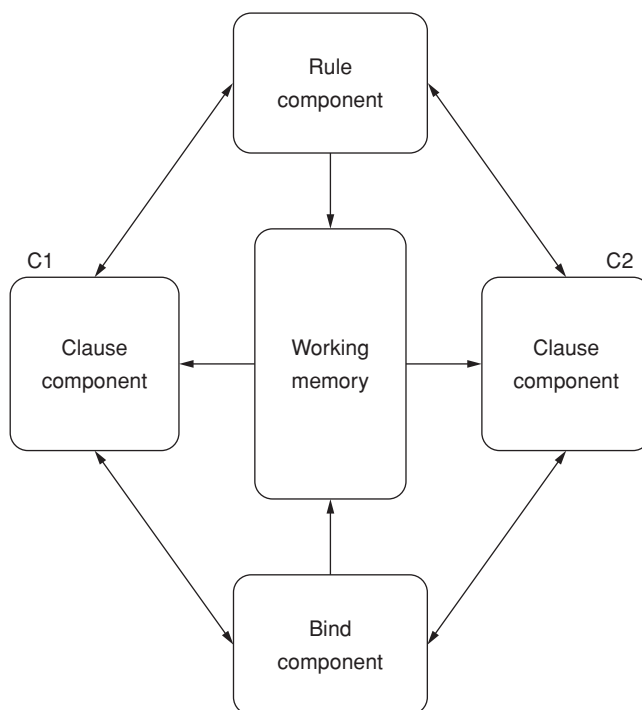 Rule
component
C1
C2
Clause
component
Working
memory
Clause
component
Bind
component